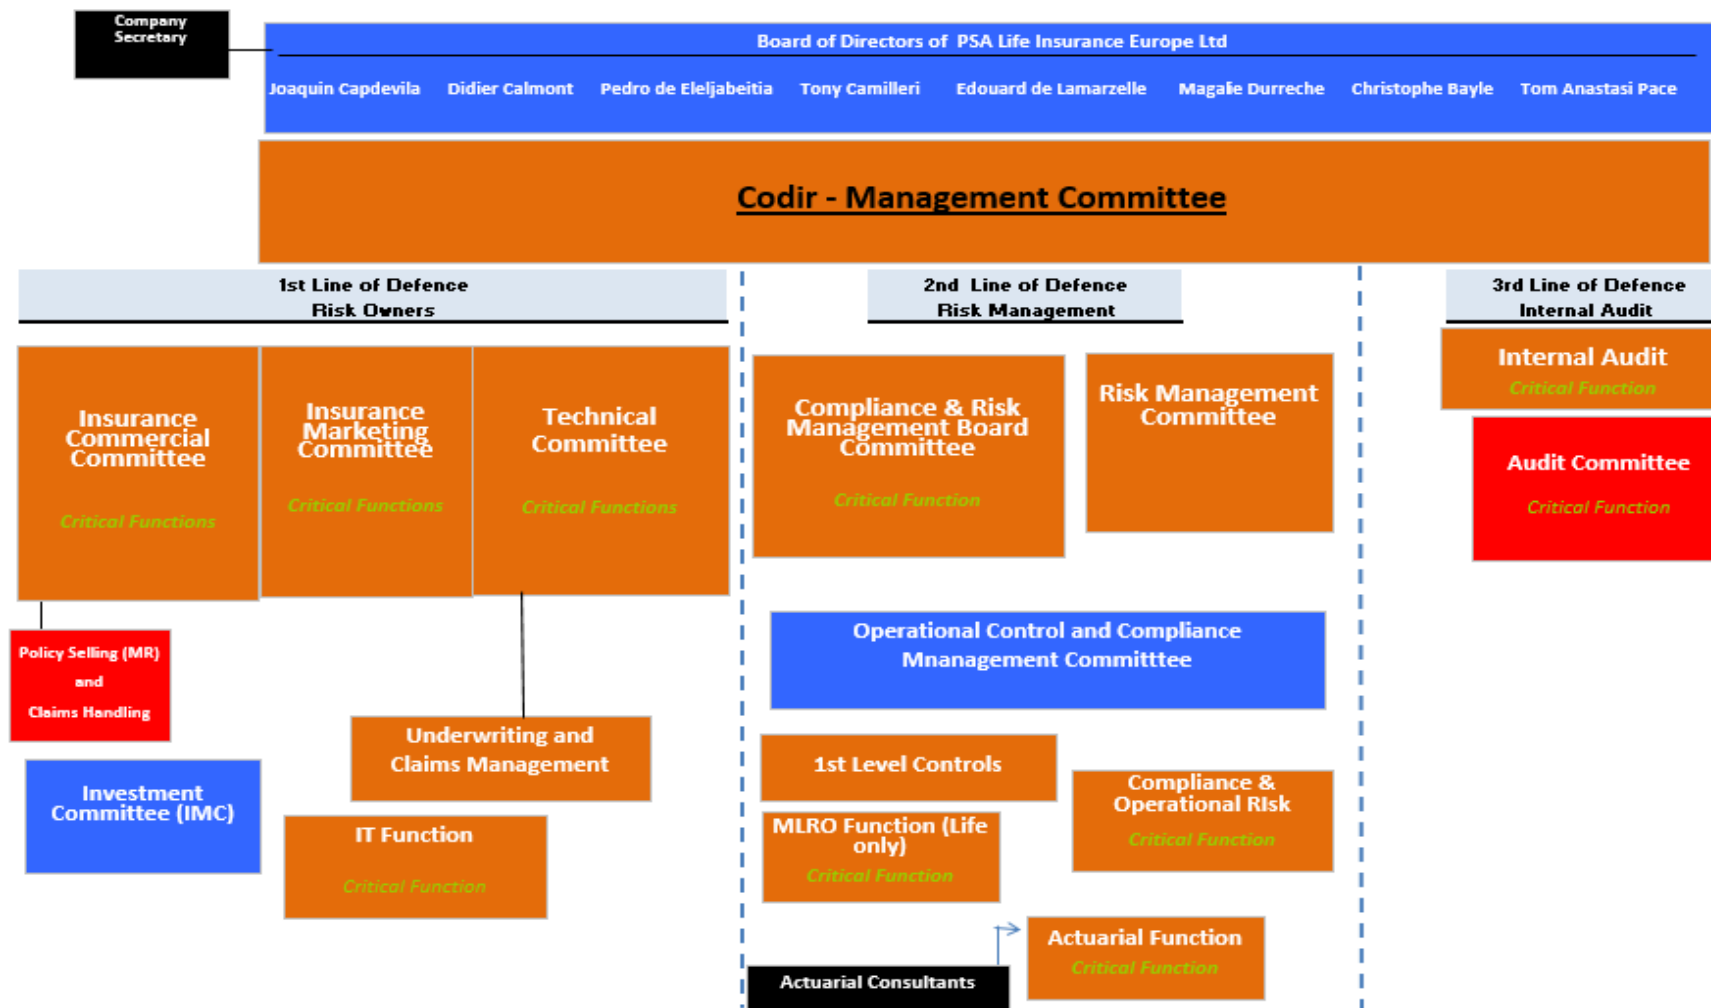 Company
Secretary
Board of Directors of PSA Life Insurance Europe Ltd
Joaquin Capdevila Didier Calmont Pedro de Eleljabeitia Tony Camilleri Edouard de Lamarzelle Magalie Durreche Christophe Bayle Tom Anastasi Pace
Codir - Management Committee
1st Line of Defence
Risk Owners
2nd Line of Defence
Risk Management
3rd Line of Defence
Internal Audit
Insurance
Commercial
Committee
Critical Functions
Insurance
Marketing
Committee
Critical Functions
Technical
Committee
Critical Functions
Compliance & Risk
Management Board
Committee
Critical Function
Risk Management
Committee
Internal Audit
Critical Function
Audit Committee
Critical Function
Policy Selling (MR)
and
Claims Handling
Operational Control and Compliance
Mnanagement Committtee
Underwriting and
Claims Management
1st Level Controls
Compliance &
Operational RIsk
Critical Function
Investment
Committee (IMC)
IT Function
Critical Function
MLRO Function (Life
only)
Critical Function
Actuarial Function
Critical Function
Actuarial Consultants